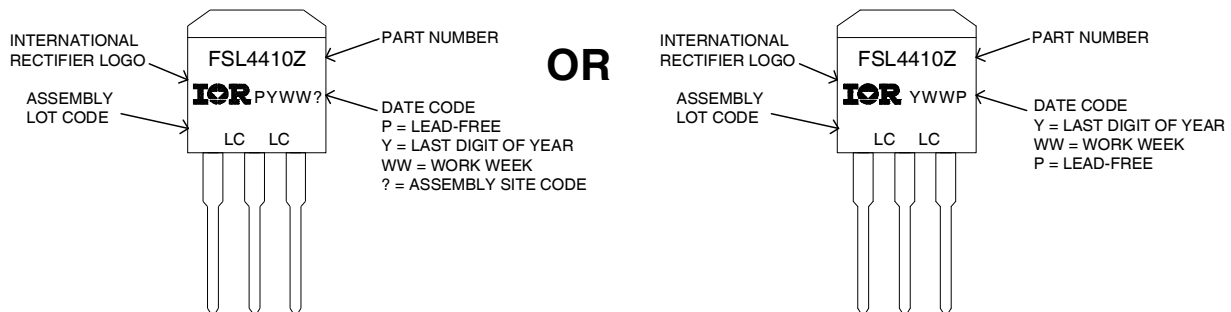 INTERNATIONAL
RECTIFIER LOGO
ASSEMBLY
LOT CODE
FSL4410Z
IOR PYWW?
LC LC
PART NUMBER
DATE CODE
P = LEAD-FREE
Y = LAST DIGIT OF YEAR
WW = WORK WEEK
? = ASSEMBLY SITE CODE
OR
INTERNATIONAL
RECTIFIER LOGO
ASSEMBLY
LOT CODE
FSL4410Z
IOR YWWP
LC LC
PART NUMBER
DATE CODE
Y = LAST DIGIT OF YEAR
WW = WORK WEEK
P = LEAD-FREE